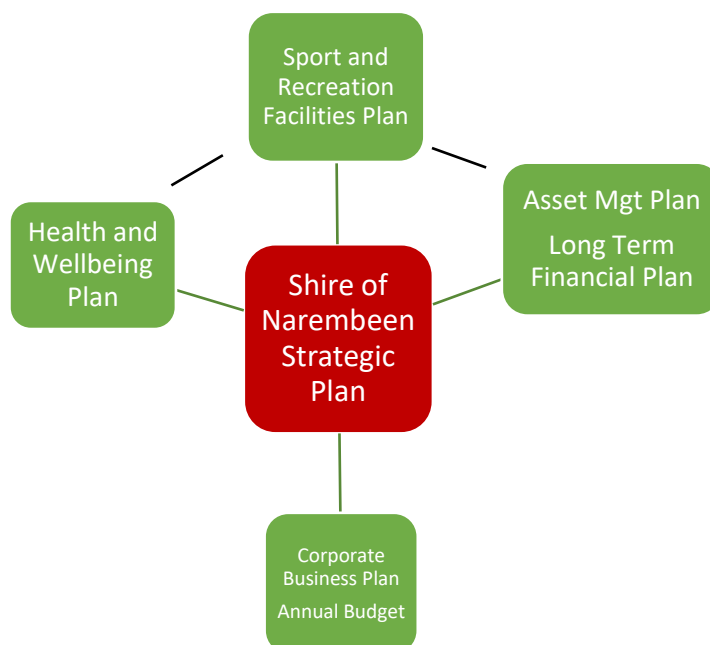 Sport and
Recreation
Facilities Plan
Health and
Wellbeing
Plan
Asset Mgt Plan
Long Term
Financial Plan
Shire of
Narembeen
Strategic
Plan
Corporate
Business Plan
Annual Budget